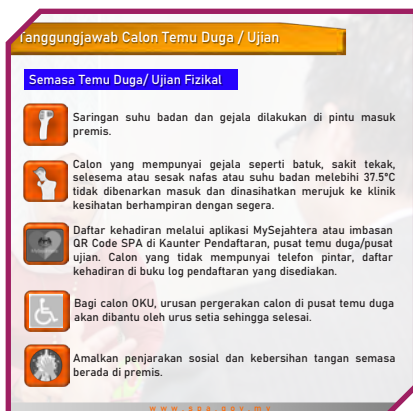 Tanggungjawab Calon Temu Duga / Ujian
Semasa Temu Duga/ Ujian Fizikal
Saringan suhu badan dan gejala dilakukan di pintu masuk
premis.
Calon yang mempunyai gejala seperti batuk, sakit tekak,
selesema atau sesak nafas atau suhu badan melebihi 37.5°C
tidak dibenarkan masuk dan dinasihatkan merujuk ke klinik
kesihatan berhampiran dengan segera.
Daftar kehadiran melalui aplikasi MySejahtera atau imbasan
QR Code SPA di Kaunter Pendaftaran, pusat temu duga/pusat
ujian. Calon yang tidak mempunyai telefon pintar, daftar
kehadiran di buku log pendaftaran yang disediakan.
Bagi calon OKU, urusan pergerakan calon di pusat temu duga
akan dibantu oleh urus setia sehingga selesai.
Amalkan penjarakan sosial dan kebersihan tangan semasa
berada di premis.
www.spa.gov.my